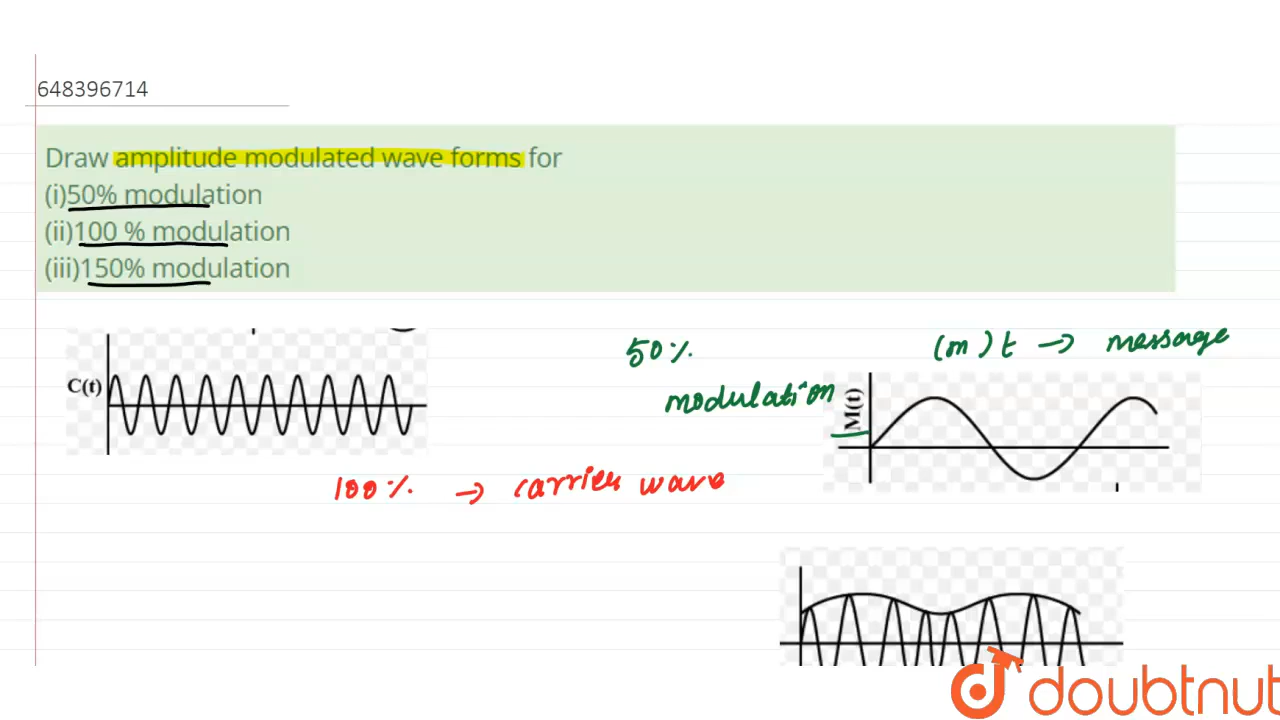 648396714
Draw amplitude modulated wave forms for
(i)50% modulation
(ii)100 % modulation
(iii)150% modulation
C(t)
50%
modulation
(m)t → message
M(t)
100% → carrier wave
doubtnut